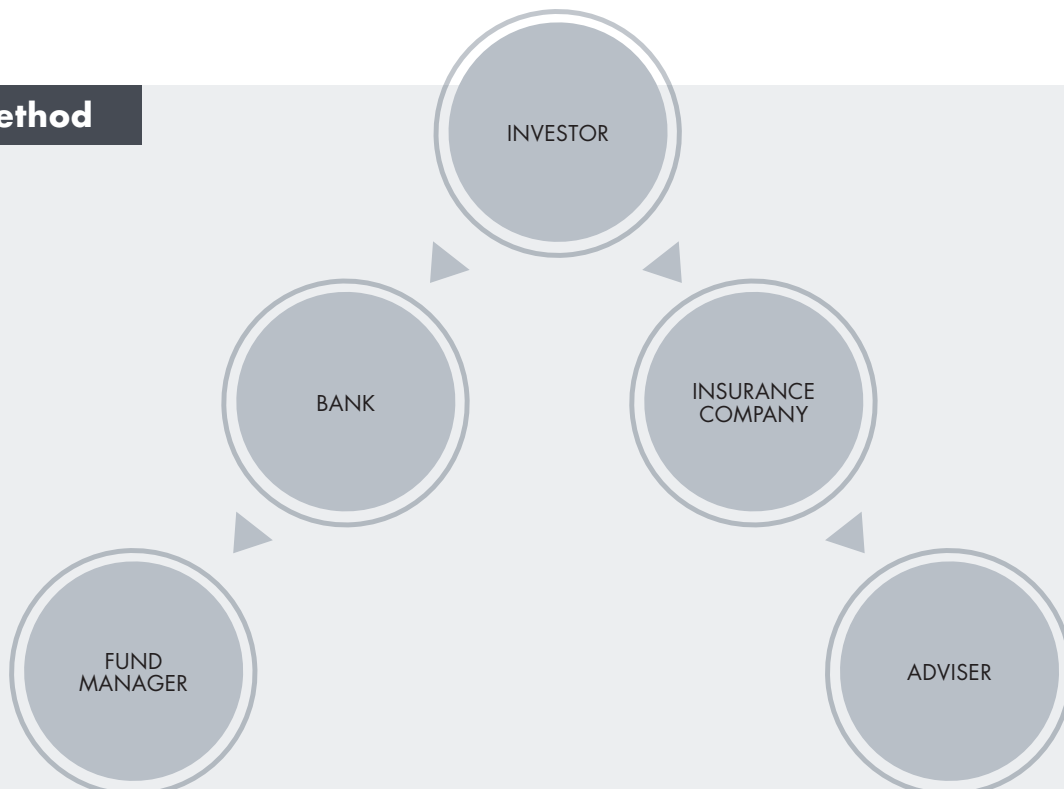 ethod
INVESTOR
BANK
INSURANCE
COMPANY
FUND
MANAGER
ADVISER